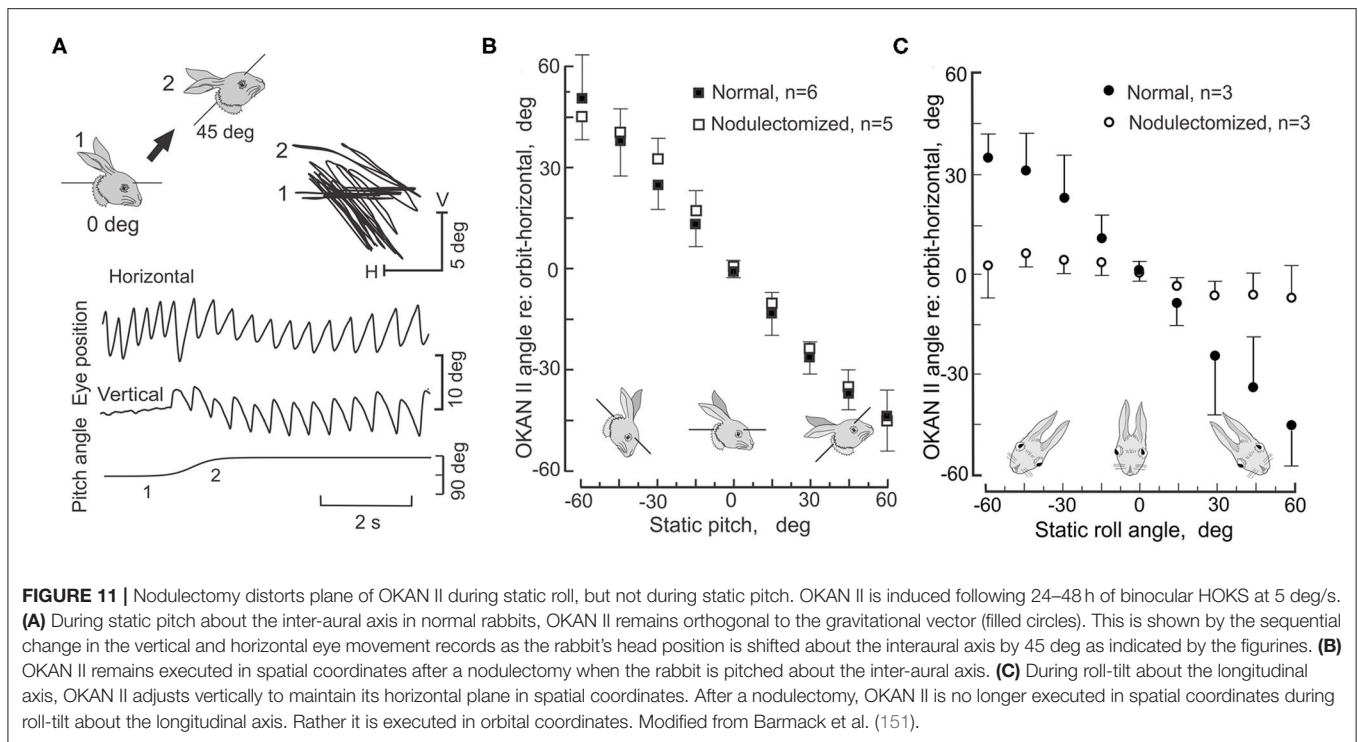 A
2
1
45 deg
0 deg
2
1
V
5 deg
H
Horizontal
Eye position
10 deg
Vertical
Pitch angle
90 deg
1
2
2 s
B
60
30
0
-30
-60
OKAN II angle re: orbit-horizontal, deg
Normal, n=6
Nodulectomized, n=5
-60
-30
0
30
60
Static pitch, deg
C
60
30
0
-30
-60
OKAN II angle re: orbit-horizontal, deg
Normal, n=3
Nodulectomized, n=3
-60
-30
0
30
60
Static roll angle, deg
FIGURE 11 | Nodulectomy distorts plane of OKAN II during static roll, but not during static pitch. OKAN II is induced following 24–48 h of binocular HOKS at 5 deg/s.
(A) During static pitch about the inter-aural axis in normal rabbits, OKAN II remains orthogonal to the gravitational vector (filled circles). This is shown by the sequential
change in the vertical and horizontal eye movement records as the rabbit's head position is shifted about the interaural axis by 45 deg as indicated by the figurines. (B)
OKAN II remains executed in spatial coordinates after a nodulectomy when the rabbit is pitched about the inter-aural axis. (C) During roll-tilt about the longitudinal
axis, OKAN II adjusts vertically to maintain its horizontal plane in spatial coordinates. After a nodulectomy, OKAN II is no longer executed in spatial coordinates during
roll-tilt about the longitudinal axis. Rather it is executed in orbital coordinates. Modified from Barmack et al. (151).